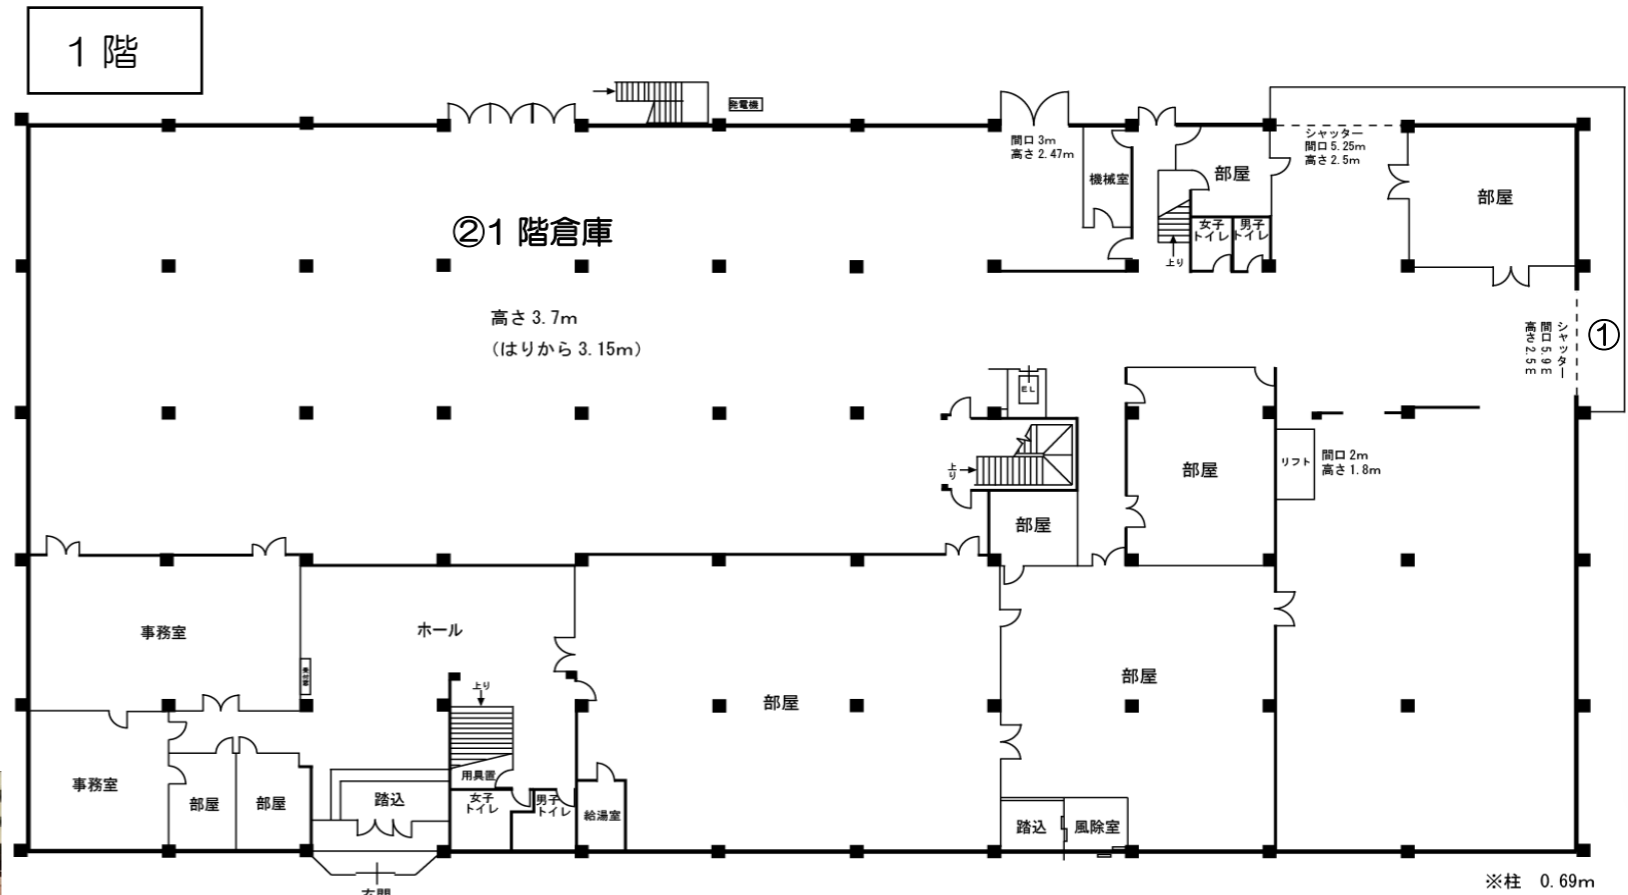 1 階
発電機
シャッター
間口 5.25m
高さ 2.5m
間口 3m
高さ 2.47m
機械室
部屋
部屋
②1 階倉庫
女子
トイレ
男子
トイレ
上り
高さ 3.7m
(はりから 3.15m)
シャッター
間口 5.9m
高さ 2.5m
①
EL
上り
部屋
リフト
間口 2m
高さ 1.8m
部屋
事務室
ホール
部屋
上り
部屋
事務室
部屋
部屋
踏込
用具置
女子
トイレ
男子
トイレ
給湯室
踏込
風除室
玄関
※柱 0.69m